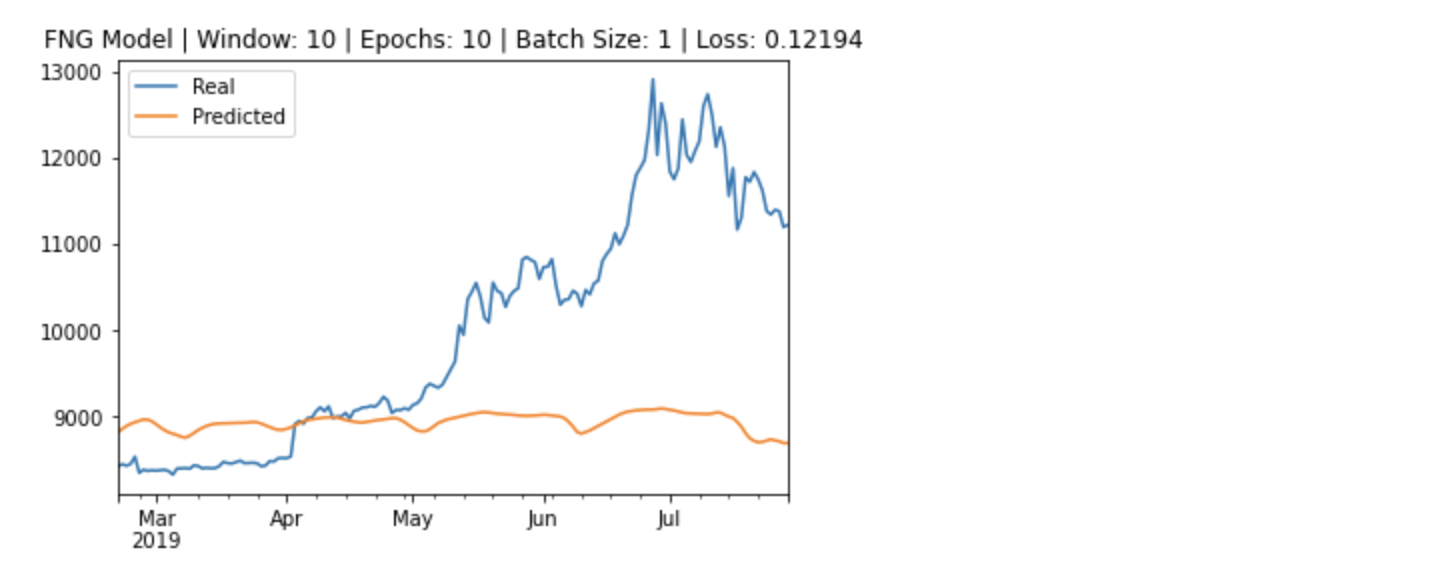 FNG Model | Window: 10 | Epochs: 10 | Batch Size: 1 | Loss: 0.12194
13000
Real
Predicted
12000
11000
10000
9000
Mar Apr May Jun Jul
2019